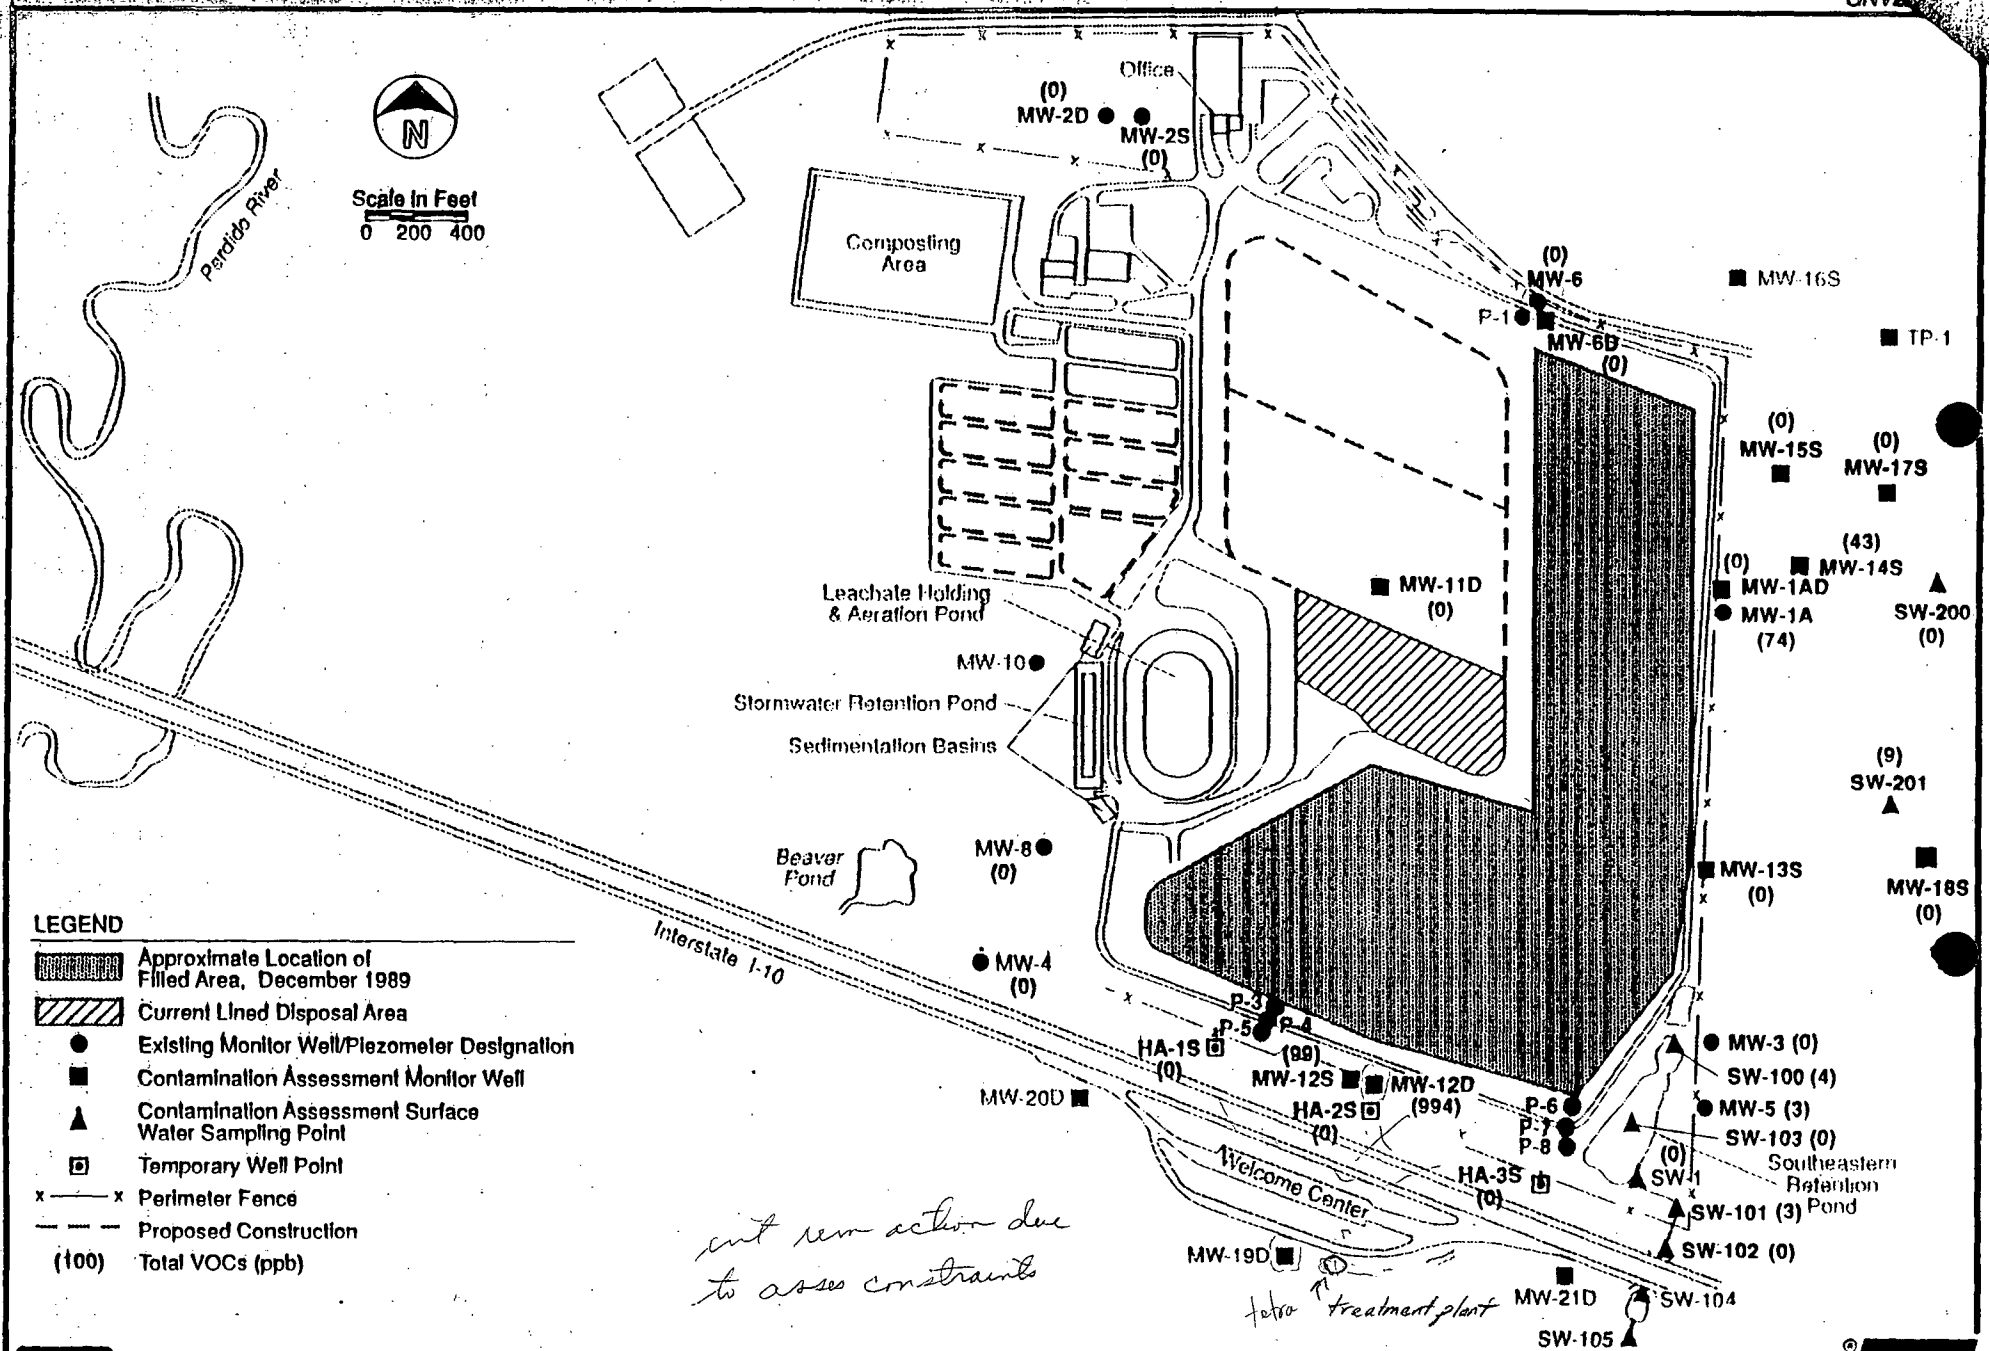 N
Scale in Feet
0 200 400
Perdido River
Office
(0)
MW-2D
MW-2S
(0)
Composting
Area
(0)
MW-6
P-1
MW-6D
(0)
MW-16S
TP-1
(0)
MW-15S
(0)
MW-17S
(43)
MW-14S
(0)
MW-1AD
MW-1A
(74)
SW-200
(0)
MW-11D
(0)
Leachate Holding
& Aeration Pond
MW-10
Stormwater Retention Pond
Sedimentation Basins
(9)
SW-201
MW-8
(0)
Beaver
Pond
MW-13S
(0)
MW-18S
(0)
Interstate I-10
MW-4
(0)
P-3
P-4
P-5
(99)
HA-1S
(0)
MW-12S
MW-12D
(994)
HA-2S
(0)
MW-20D
P-6
P-7
P-8
MW-3 (0)
SW-100 (4)
MW-5 (3)
SW-103 (0)
Southeastern
Retention
Pond
(0)
SW-1
HA-3S
(0)
SW-101 (3)
SW-102 (0)
Welcome Center
MW-19D
MW-21D
SW-104
SW-105
treatment plant
rem action due
to asses constraints
LEGEND
Approximate Location of
Filled Area, December 1989
Current Lined Disposal Area
Existing Monitor Well/Piezometer Designation
Contamination Assessment Monitor Well
Contamination Assessment Surface
Water Sampling Point
Temporary Well Point
x x Perimeter Fence
Proposed Construction
(100) Total VOCs (ppb)